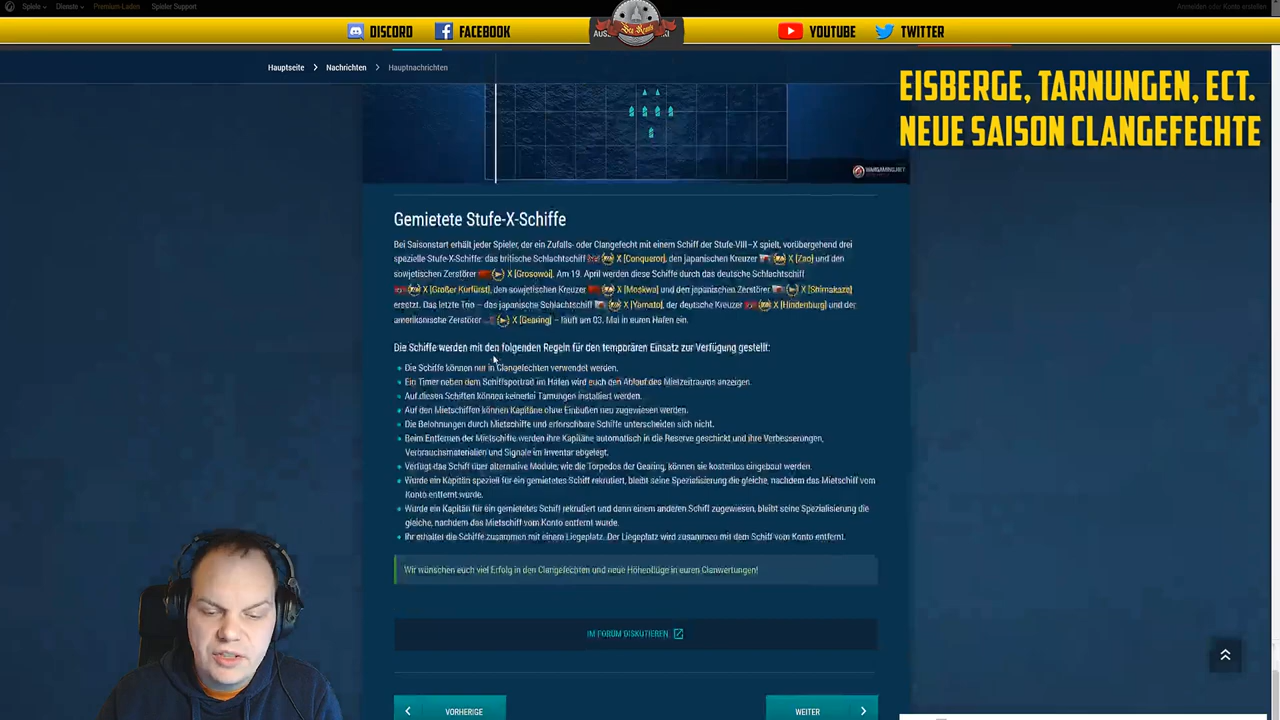 Spiele
Dienste
Premium-Laden
Spieler Support
Anmelden oder Konto erstellen
DISCORD
FACEBOOK
YOUTUBE
TWITTER
Hauptseite > Nachrichten > Hauptnachrichten
EISBERGE, TARNUNGEN, ECT.
NEUE SAISON CLANGEFECHTE
WARGAMING.NET
Gemietete Stufe-X-Schiffe
Bei Saisonstart erhält jeder Spieler, der ein Zufalls- oder Clangefecht mit einem Schiff der Stufe-VIII–X spielt, vorübergehend drei
spezielle Stufe-X-Schiffe: das britische Schlachtschiff X [Conqueror], den japanischen Kreuzer X [Zao] und den
sowjetischen Zerstörer X [Grosowoi]. Am 19. April werden diese Schiffe durch das deutsche Schlachtschiff
X [Großer Kurfürst], den sowjetischen Kreuzer X [Moskwa] und den japanischen Zerstörer X [Shimakaze]
ersetzt. Das letzte Trio – das japanische Schlachtschiff X [Yamato], der deutsche Kreuzer X [Hindenburg] und der
amerikanische Zerstörer X [Gearing] – läuft am 03. Mai in euren Hafen ein.
Die Schiffe werden mit den folgenden Regeln für den temporären Einsatz zur Verfügung gestellt:
Die Schiffe können nur in Clangefechten verwendet werden.
Ein Timer neben dem Schiffsportrait im Hafen wird euch den Ablauf des Mietzeitraums anzeigen.
Auf diesen Schiffen können keinerlei Tarnungen installiert werden.
Auf den Mietschiffen können Kapitäne ohne Einbußen neu zugewiesen werden.
Die Belohnungen durch Mietschiffe und erforschbare Schiffe unterscheiden sich nicht.
Beim Entfernen der Mietschiffe werden ihre Kapitäne automatisch in die Reserve geschickt und ihre Verbesserungen,
Verbrauchsmaterialien und Signale im Inventar abgelegt.
Verfügt das Schiff über alternative Module, wie die Torpedos der Gearing, können sie kostenlos eingebaut werden.
Wurde ein Kapitän speziell für ein gemietetes Schiff rekrutiert, bleibt seine Spezialisierung die gleiche, nachdem das Mietschiff vom
Konto entfernt wurde.
Wurde ein Kapitän für ein gemietetes Schiff rekrutiert und dann einem anderen Schiff zugewiesen, bleibt seine Spezialisierung die
gleiche, nachdem das Mietschiff vom Konto entfernt wurde.
Ihr erhaltet die Schiffe zusammen mit einem Liegeplatz. Der Liegeplatz wird zusammen mit dem Schiff vom Konto entfernt.
Wir wünschen euch viel Erfolg in den Clangefechten und neue Höhenflüge in euren Clanwertungen!
IM FORUM DISKUTIEREN
VORHERIGE
WEITER